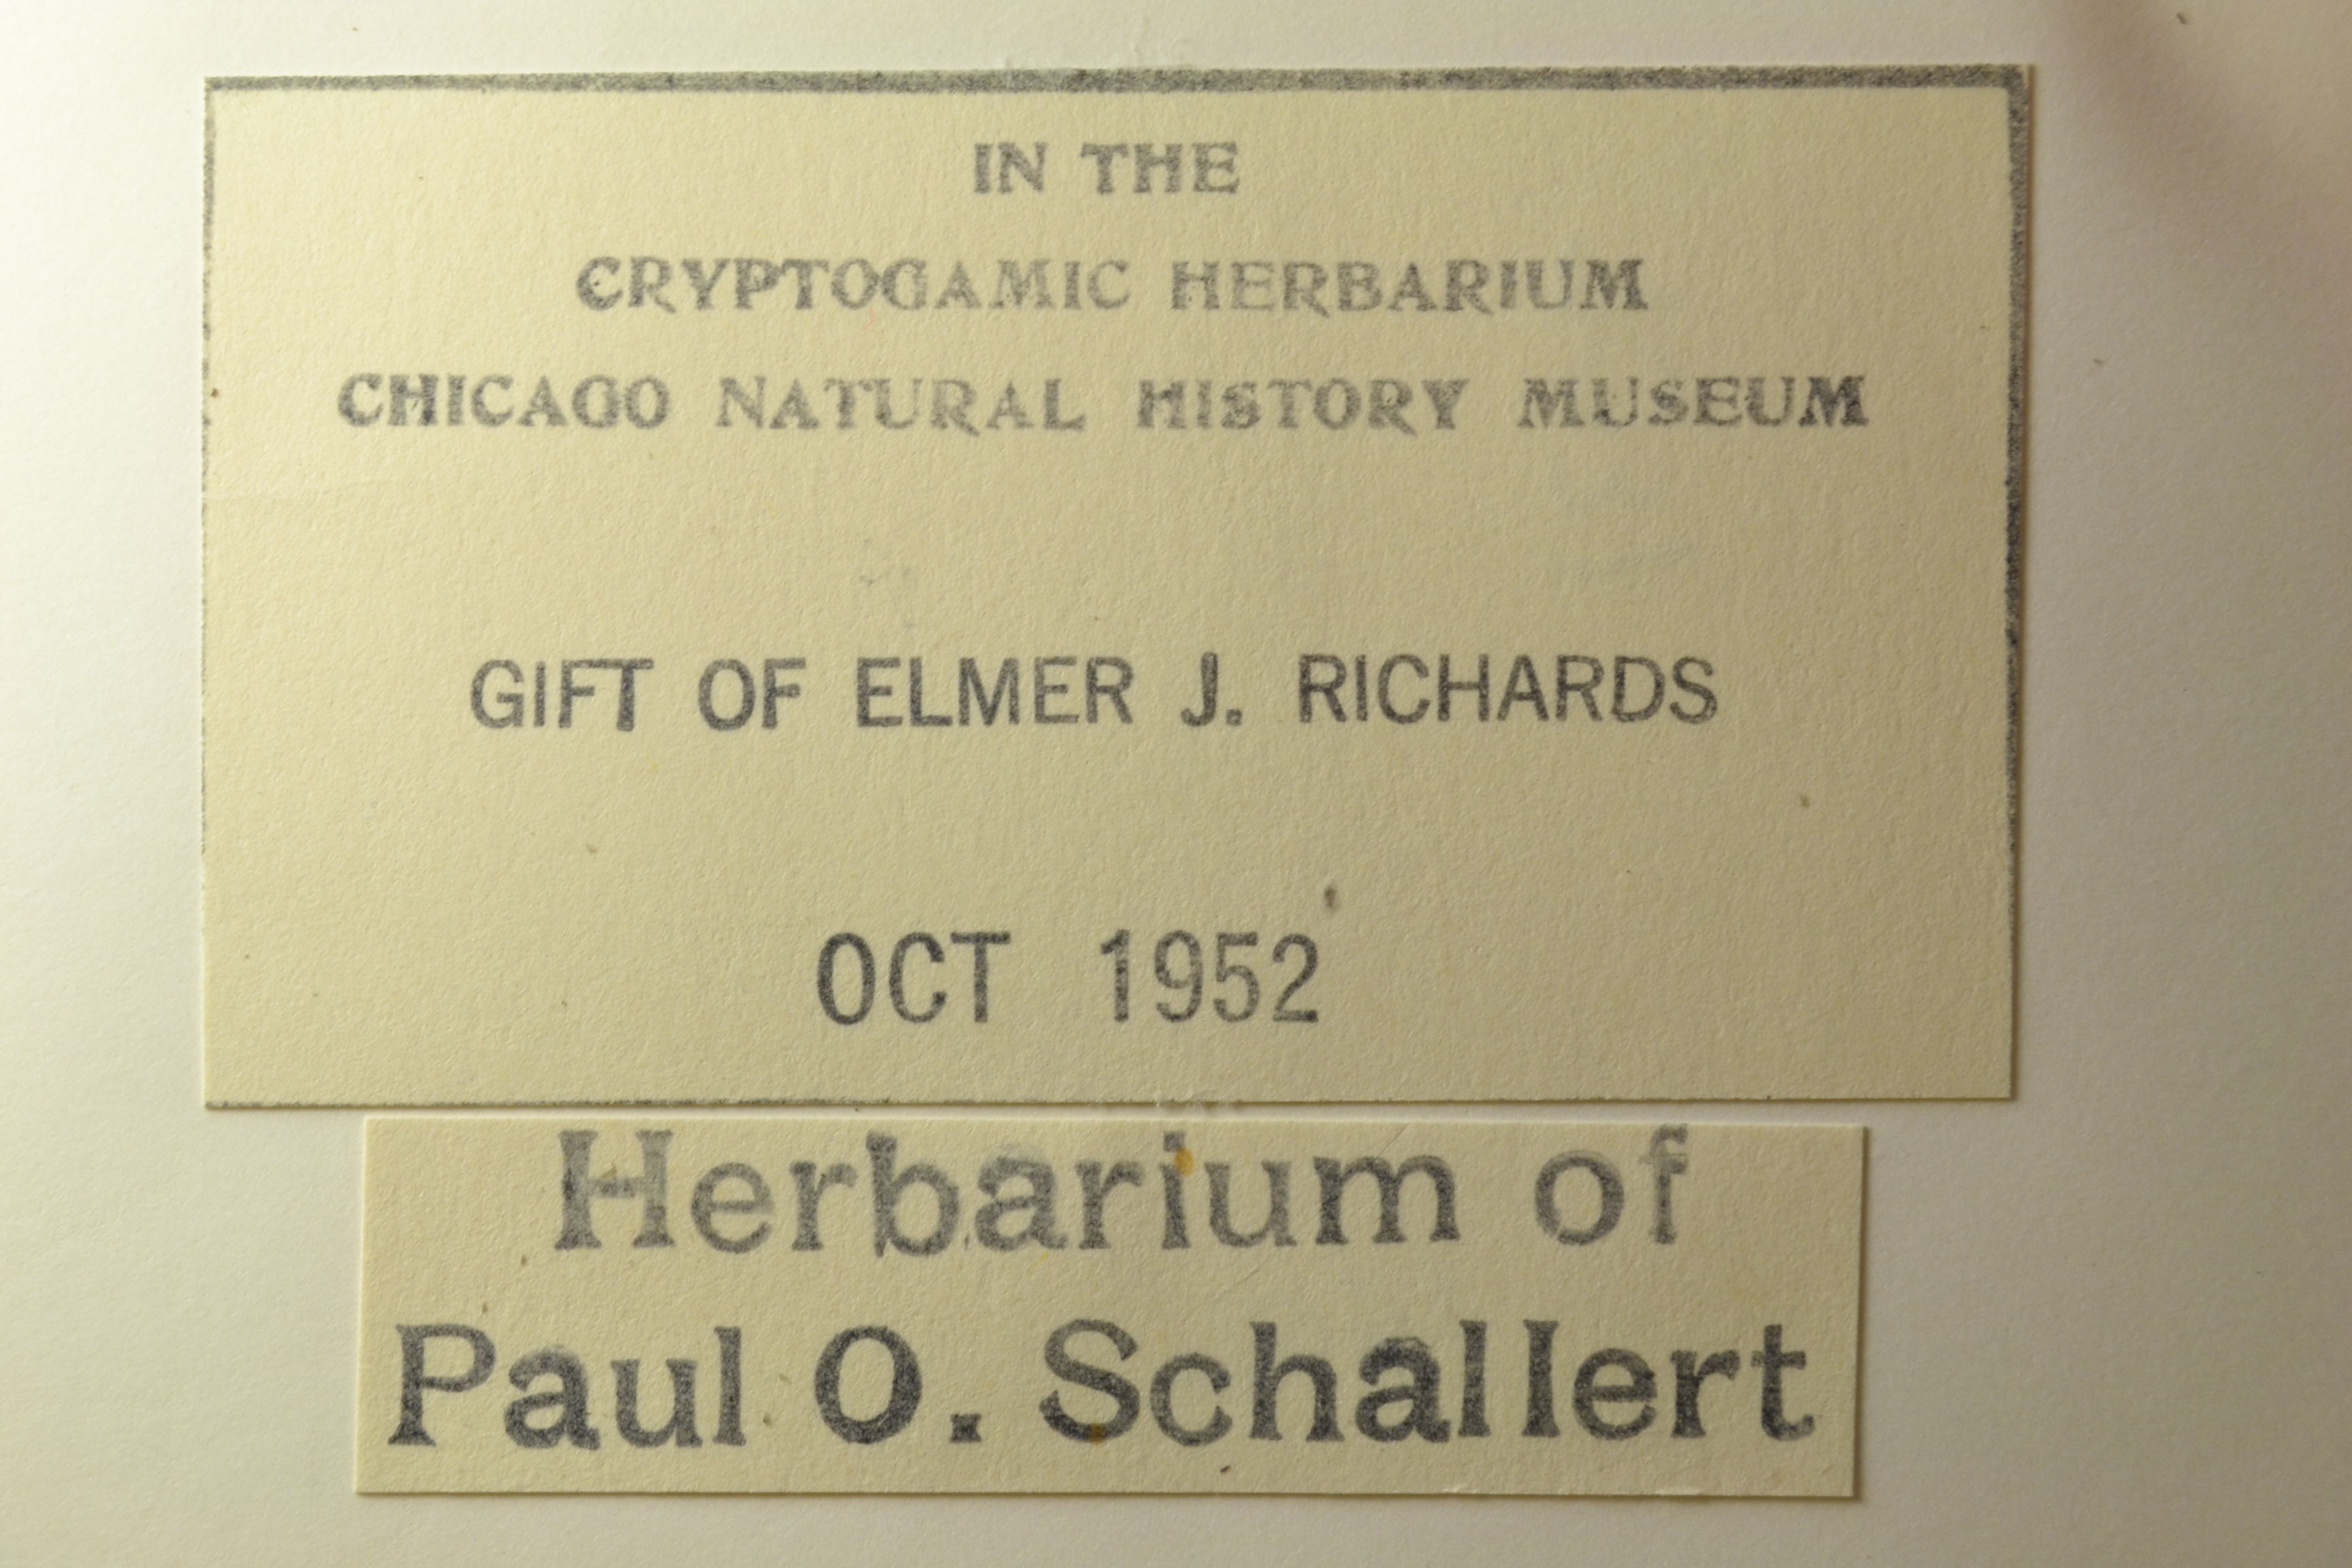 IN THE
CRYPTOGAMIC HERBARIUM
CHICAGO NATURAL HISTORY MUSEUM
GIFT OF ELMER J. RICHARDS
OCT 1952
Herbarium of
Paul O. Schallert